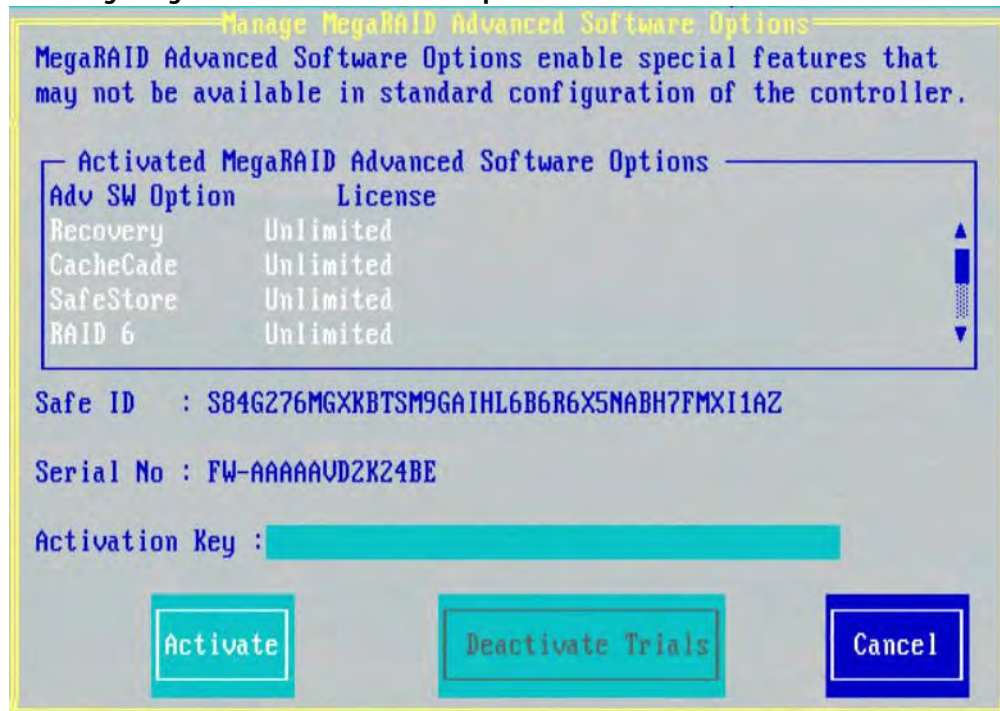 Manage MegaRAID Advanced Software Options
MegaRAID Advanced Software Options enable special features that
may not be available in standard configuration of the controller.
Activated MegaRAID Advanced Software Options
Adv SW Option License
Recovery Unlimited
CacheCade Unlimited
SafeStore Unlimited
RAID 6 Unlimited
Safe ID : S84G276MGXKBTSM9GAIHL6B6R6X5NABH7FMXI1AZ
Serial No : FW-AAAAAVD2K24BE
Activation Key :
Activate Deactivate Trials Cancel